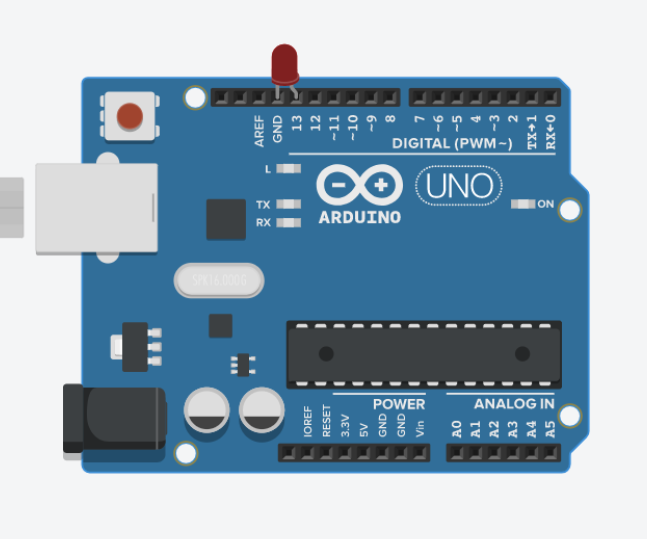 AREF
GND
13
12
~11
~10
~9
8
7
~6
~5
4
~3
2
TX→1
RX←0
DIGITAL (PWM~)
L
TX
RX
ARDUINO
UNO
ON
POWER
ANALOG IN
IOREF
RESET
3.3V
5V
GND
GND
Vin
A0
A1
A2
A3
A4
A5